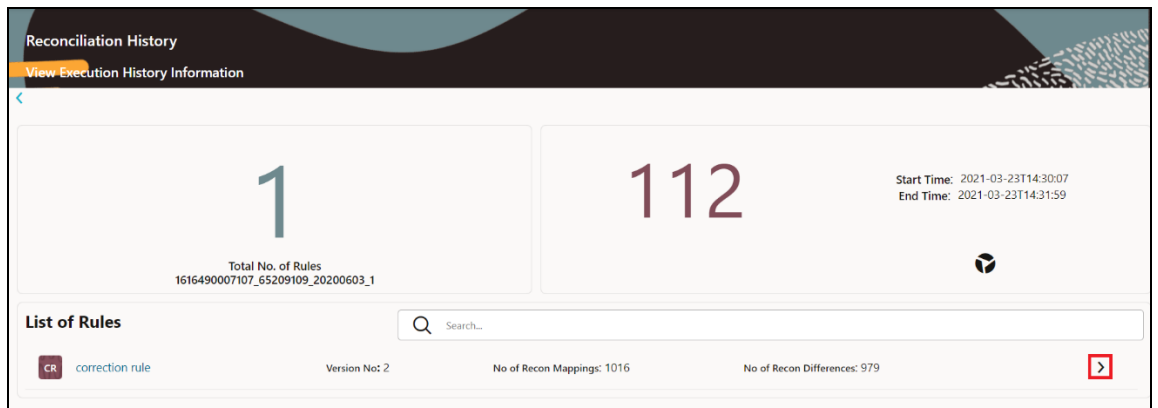 Reconciliation History
View Execution History Information
1
Total No. of Rules
1616490007107_65209109_20200603_1
112
Start Time: 2021-03-23T14:30:07
End Time: 2021-03-23T14:31:59
List of Rules
Search...
CR correction rule Version No: 2 No of Recon Mappings: 1016 No of Recon Differences: 979